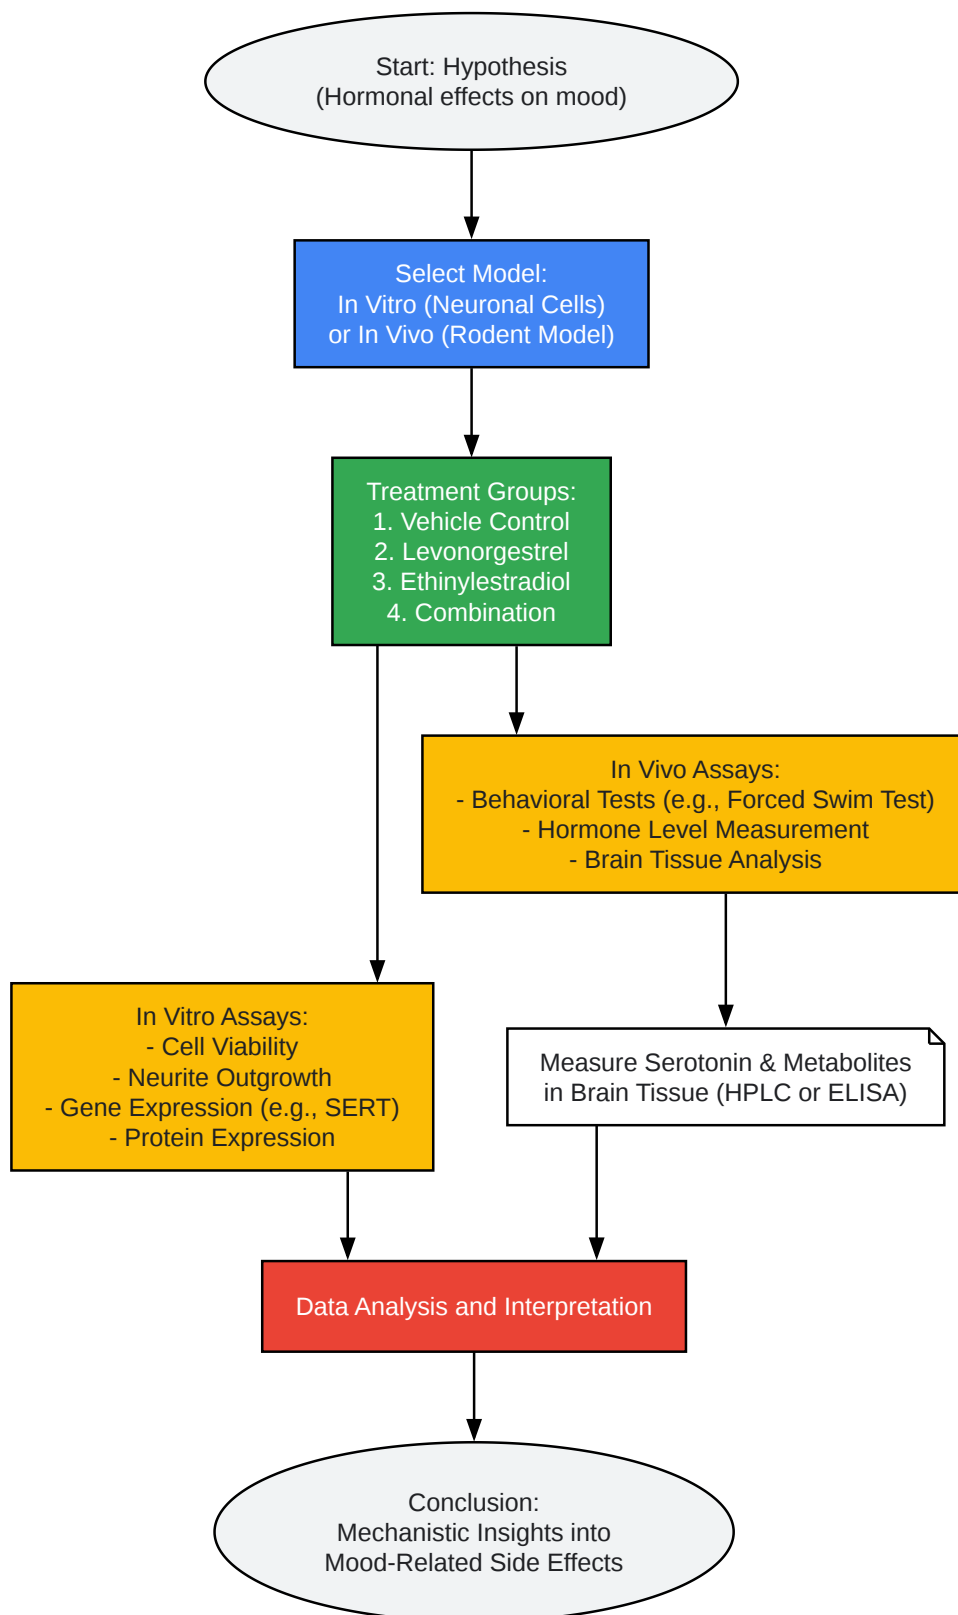 Start: Hypothesis
(Hormonal effects on mood)
Select Model:
In Vitro (Neuronal Cells)
or In Vivo (Rodent Model)
Treatment Groups:
1. Vehicle Control
2. Levonorgestrel
3. Ethinylestradiol
4. Combination
In Vivo Assays:
- Behavioral Tests (e.g., Forced Swim Test)
- Hormone Level Measurement
- Brain Tissue Analysis
In Vitro Assays:
- Cell Viability
- Neurite Outgrowth
- Gene Expression (e.g., SERT)
- Protein Expression
Measure Serotonin & Metabolites
in Brain Tissue (HPLC or ELISA)
Data Analysis and Interpretation
Conclusion:
Mechanistic Insights into
Mood-Related Side Effects